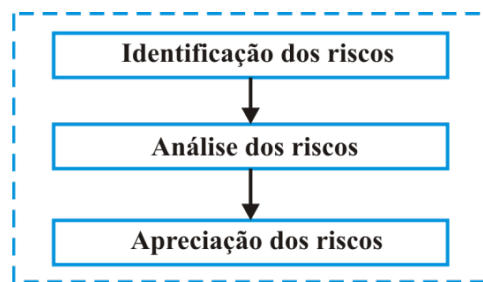 Identificação dos riscos
Análise dos riscos
Apreciação dos riscos